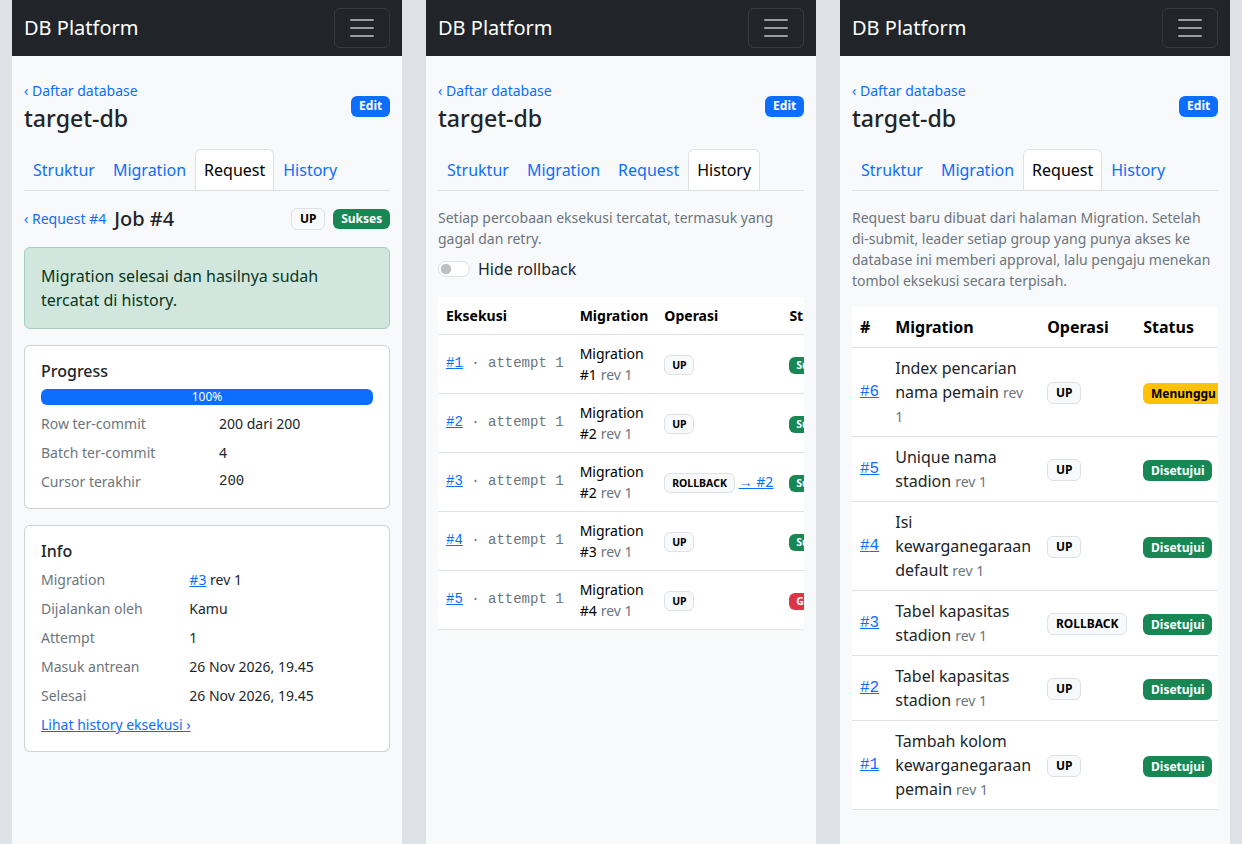 DB Platform
‹ Daftar database
target-db
Edit
Struktur Migration Request History
‹ Request #4 Job #4 UP Sukses
Migration selesai dan hasilnya sudah
tercatat di history.
Progress
100%
Row ter-commit 200 dari 200
Batch ter-commit 4
Cursor terakhir 200
Info
Migration #3 rev 1
Dijalankan oleh Kamu
Attempt 1
Masuk antrean 26 Nov 2026, 19.45
Selesai 26 Nov 2026, 19.45
Lihat history eksekusi ›
DB Platform
‹ Daftar database
target-db
Edit
Struktur Migration Request History
Setiap percobaan eksekusi tercatat, termasuk yang
gagal dan retry.
Hide rollback
Eksekusi Migration Operasi
#1 · attempt 1 Migration
#1 rev 1 UP
#2 · attempt 1 Migration
#2 rev 1 UP
#3 · attempt 1 Migration
#2 rev 1 ROLLBACK → #2
#4 · attempt 1 Migration
#3 rev 1 UP
#5 · attempt 1 Migration
#4 rev 1 UP
DB Platform
‹ Daftar database
target-db
Edit
Struktur Migration Request History
Request baru dibuat dari halaman Migration. Setelah
di-submit, leader setiap group yang punya akses ke
database ini memberi approval, lalu pengaju menekan
tombol eksekusi secara terpisah.
# Migration Operasi Status
#6 Index pencarian
nama pemain rev
1 UP Menunggu
#5 Unique nama
stadion rev 1 UP Disetujui
#4 Isi
kewarganegaraan
default rev 1 UP Disetujui
#3 Tabel kapasitas
stadion rev 1 ROLLBACK Disetujui
#2 Tabel kapasitas
stadion rev 1 UP Disetujui
#1 Tambah kolom
kewarganegaraan
pemain rev 1 UP Disetujui